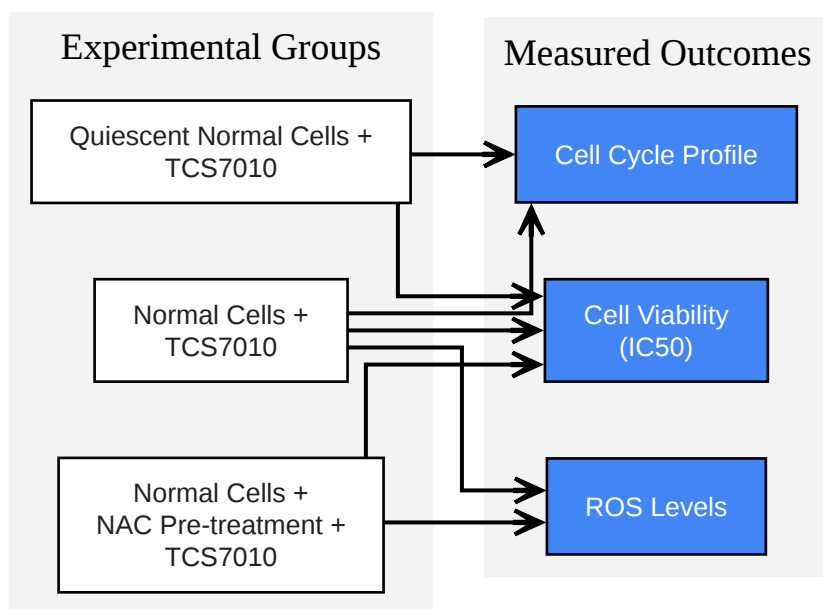 Experimental Groups
Quiescent Normal Cells +
TCS7010
Normal Cells +
TCS7010
Normal Cells +
NAC Pre-treatment +
TCS7010
Measured Outcomes
Cell Cycle Profile
Cell Viability
(IC50)
ROS Levels